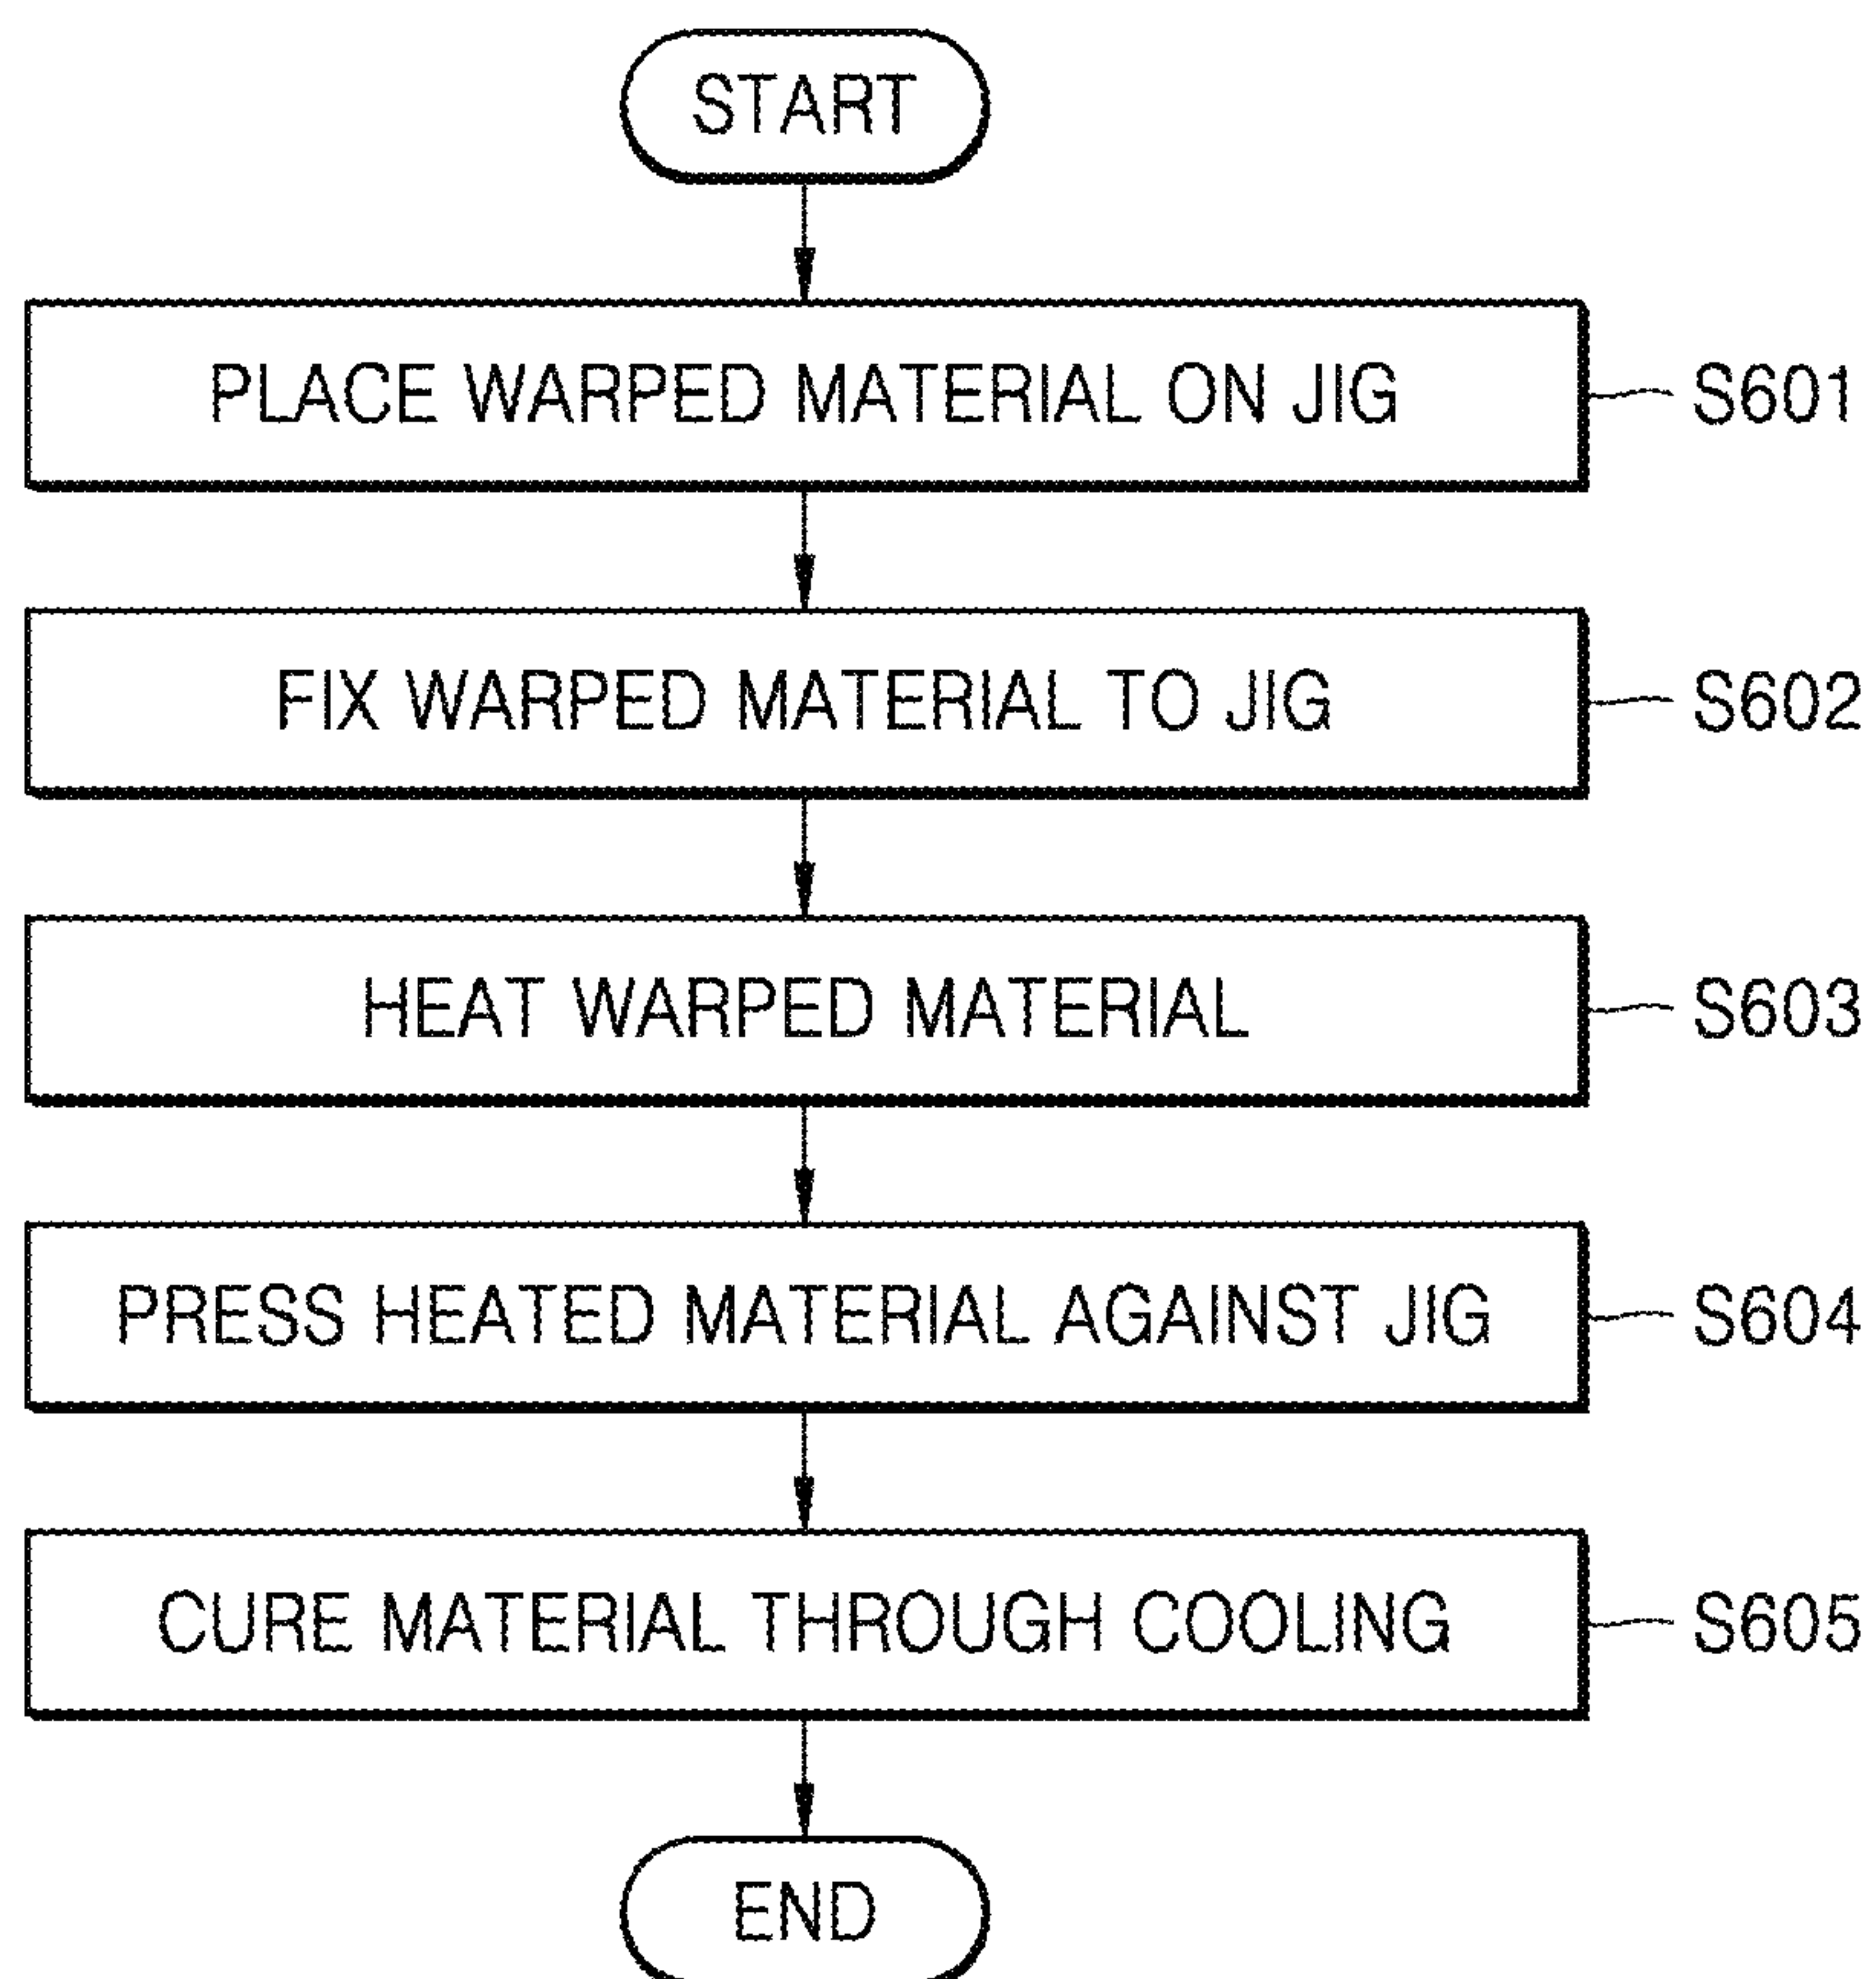 START
PLACE WARPED MATERIAL ON JIG S601
FIX WARPED MATERIAL TO JIG S602
HEAT WARPED MATERIAL S603
PRESS HEATED MATERIAL AGAINST JIG S604
CURE MATERIAL THROUGH COOLING S605
END